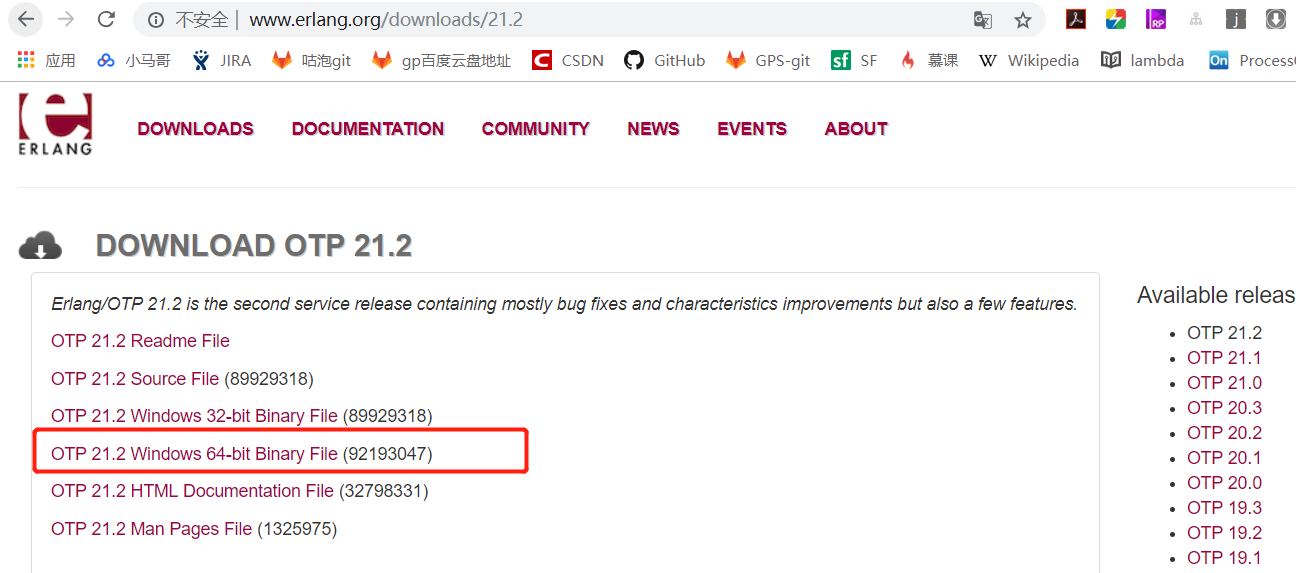 不安全 | www.erlang.org/downloads/21.2
应用 小马哥 JIRA 咕泡git gp百度云盘地址 CSDN GitHub GPS-git SF 慕课 Wikipedia lambda Process
ERLANG
DOWNLOADS DOCUMENTATION COMMUNITY NEWS EVENTS ABOUT
DOWNLOAD OTP 21.2
Erlang/OTP 21.2 is the second service release containing mostly bug fixes and characteristics improvements but also a few features.
OTP 21.2 Readme File
OTP 21.2 Source File (89929318)
OTP 21.2 Windows 32-bit Binary File (89929318)
OTP 21.2 Windows 64-bit Binary File (92193047)
OTP 21.2 HTML Documentation File (32798331)
OTP 21.2 Man Pages File (1325975)
Available releas
OTP 21.2
OTP 21.1
OTP 21.0
OTP 20.3
OTP 20.2
OTP 20.1
OTP 20.0
OTP 19.3
OTP 19.2
OTP 19.1